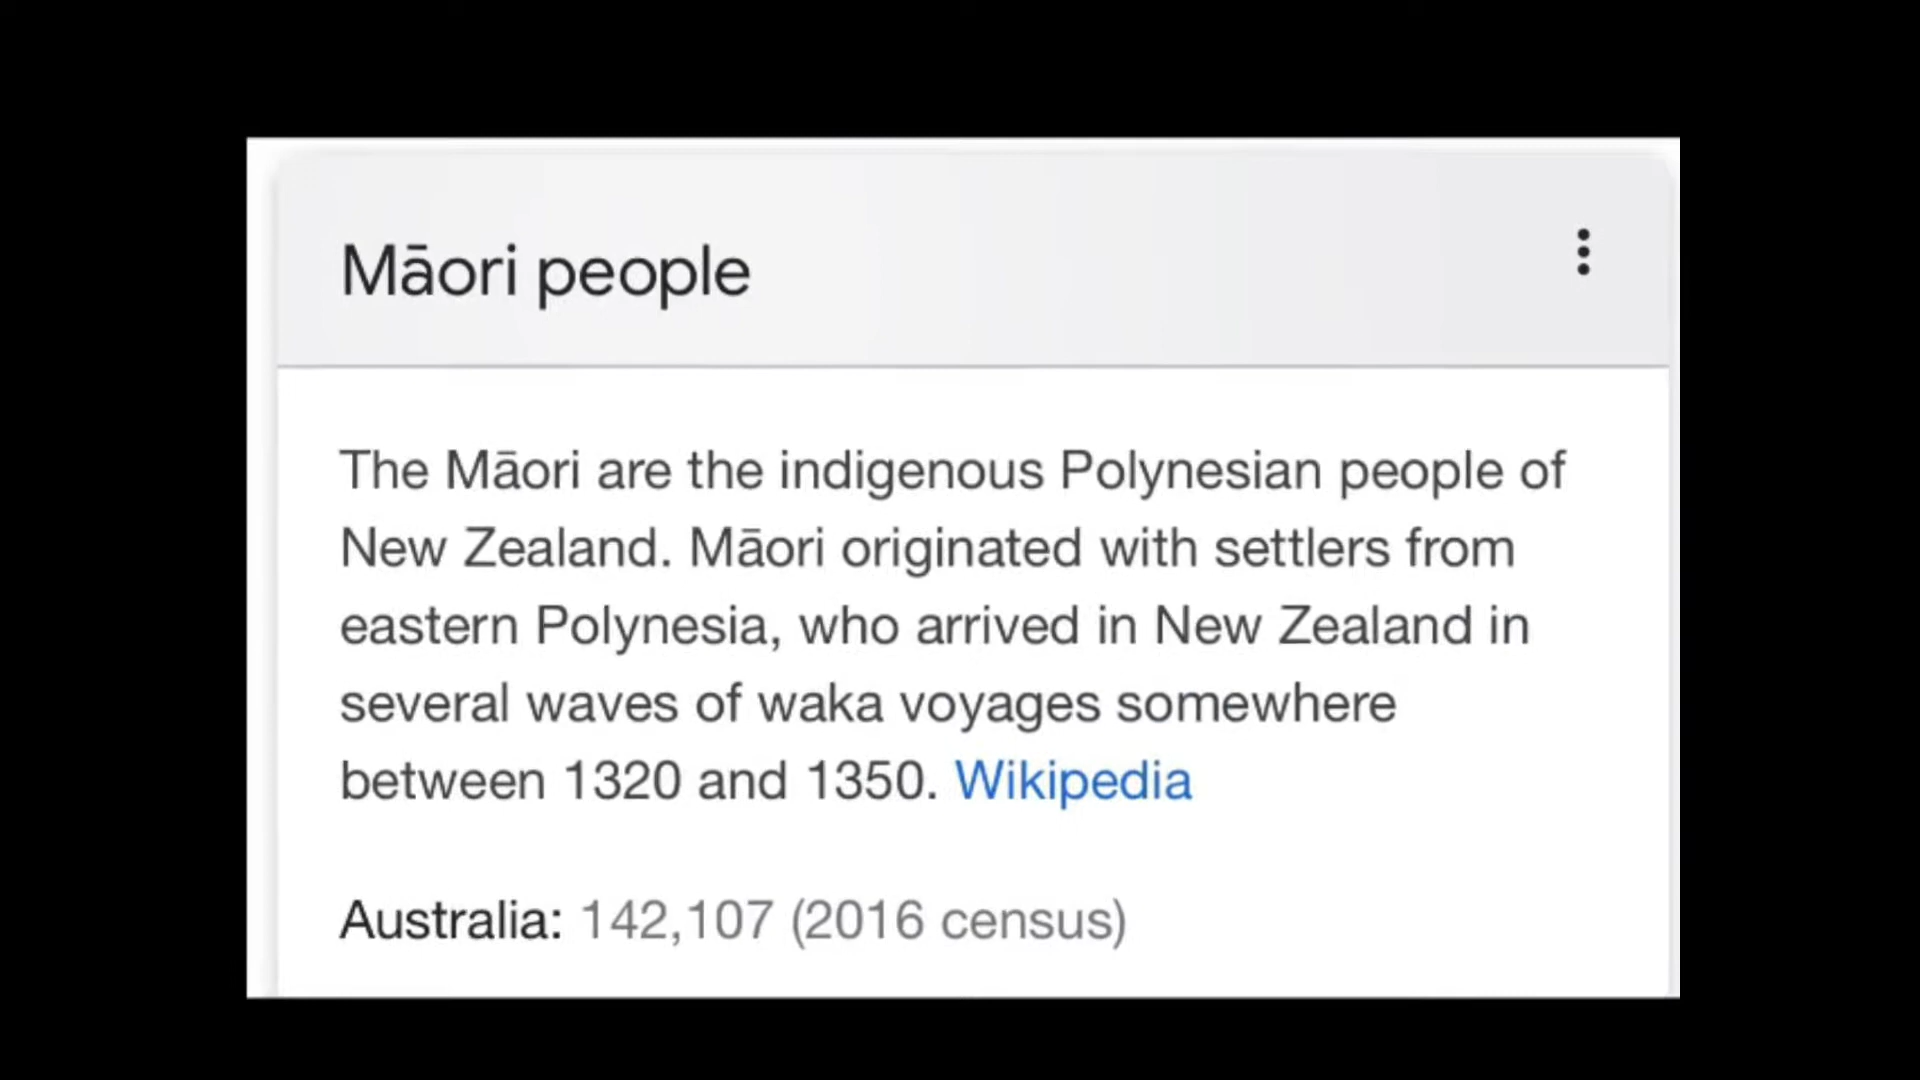 Māori people
The Māori are the indigenous Polynesian people of
New Zealand. Māori originated with settlers from
eastern Polynesia, who arrived in New Zealand in
several waves of waka voyages somewhere
between 1320 and 1350. Wikipedia
Australia: 142,107 (2016 census)